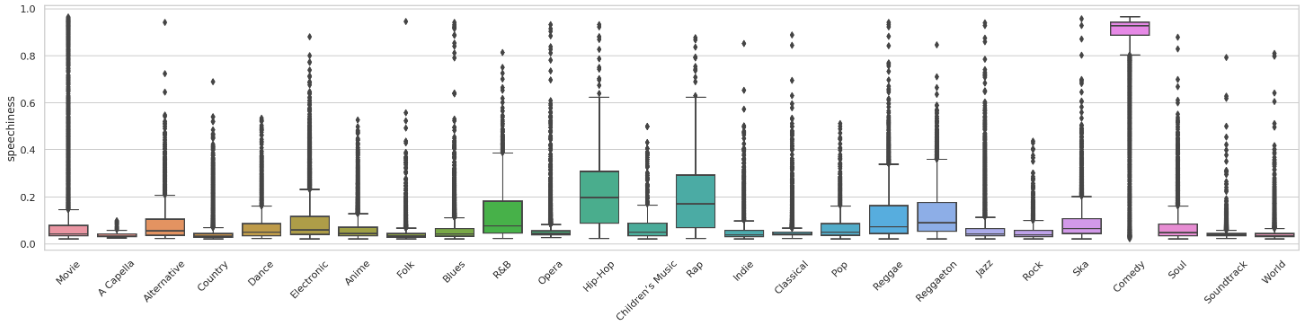 1.0
0.8
0.6
0.4
0.2
0.0
speechiness
Movie
A Capella
Alternative
Country
Dance
Electronic
Anime
Folk
Blues
R&B
Opera
Hip-Hop
Children's Music
Rap
Indie
Classical
Pop
Reggae
Reggaeton
Jazz
Rock
Ska
Comedy
Soul
Soundtrack
World